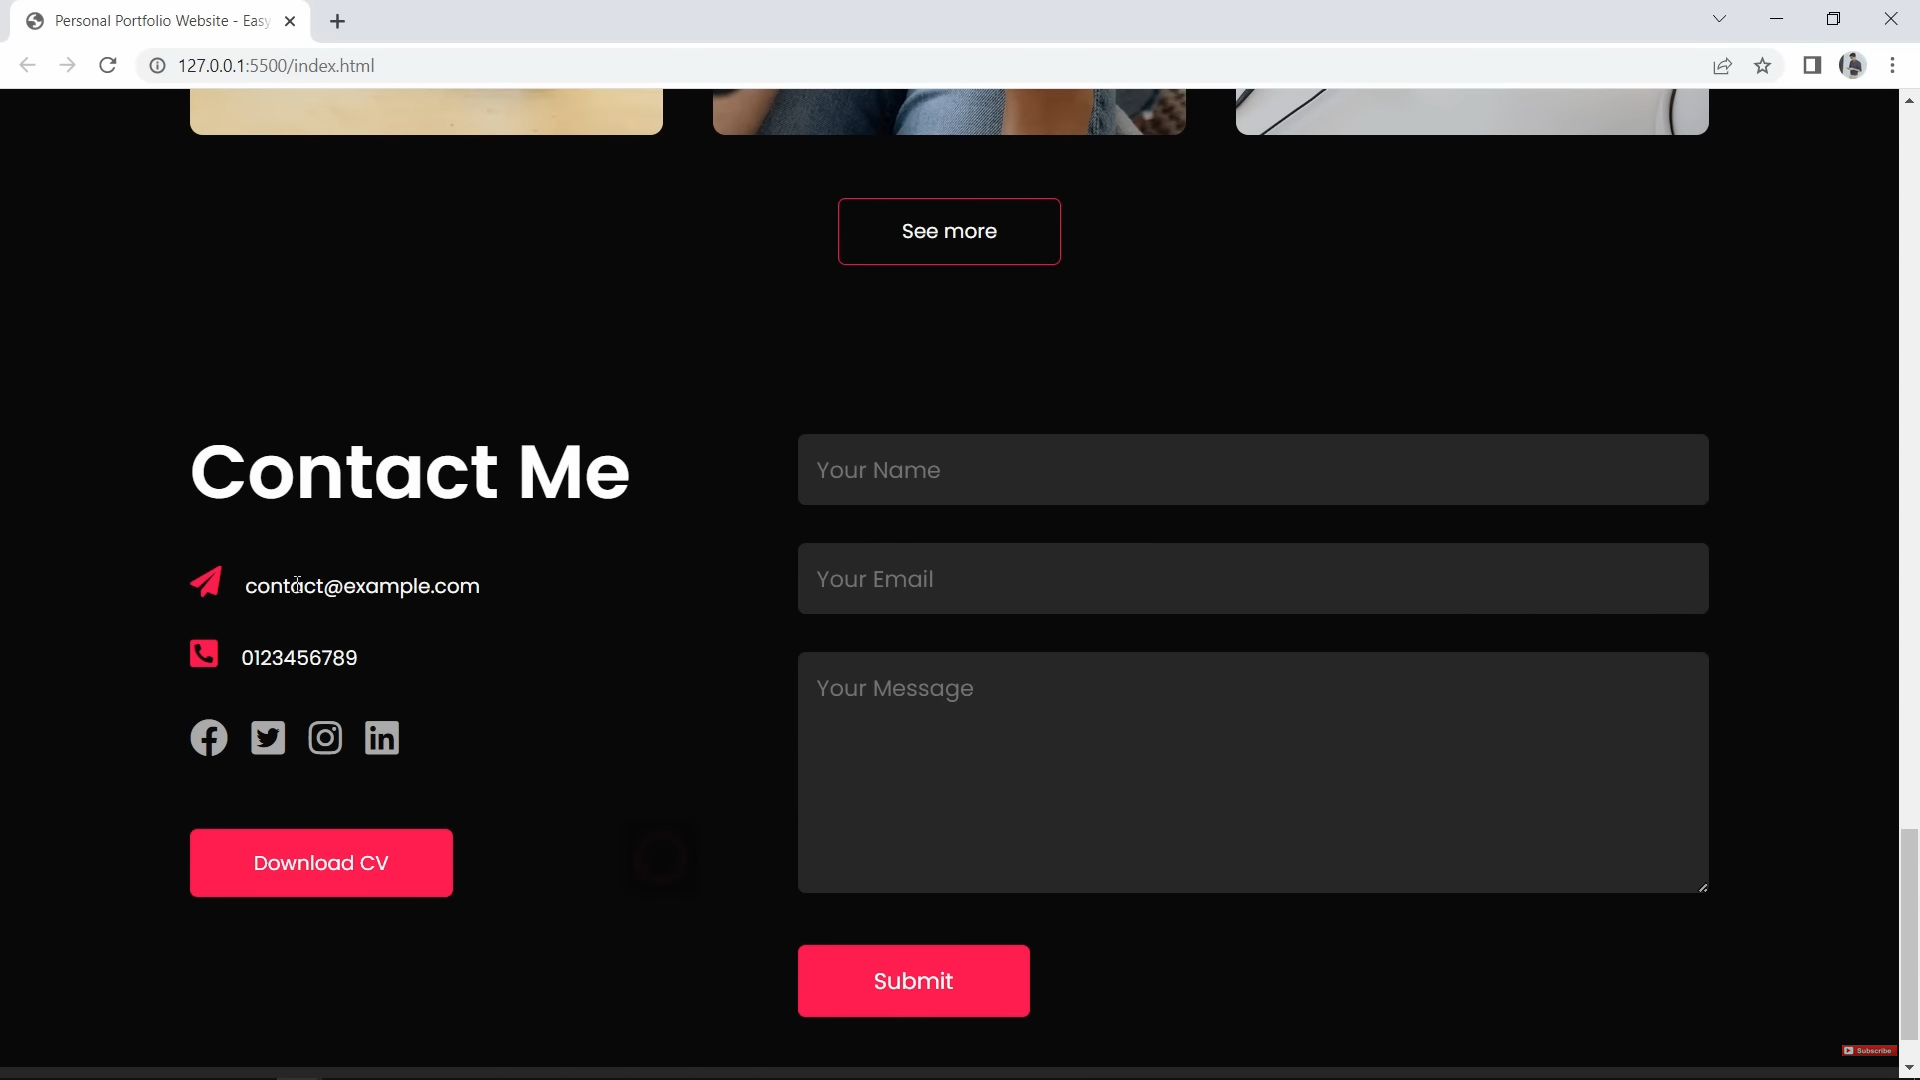 Personal Portfolio Website - Easy
127.0.0.1:5500/index.html
See more
Contact Me
contact@example.com
0123456789
Download CV
Your Name
Your Email
Your Message
Submit
Subscribe